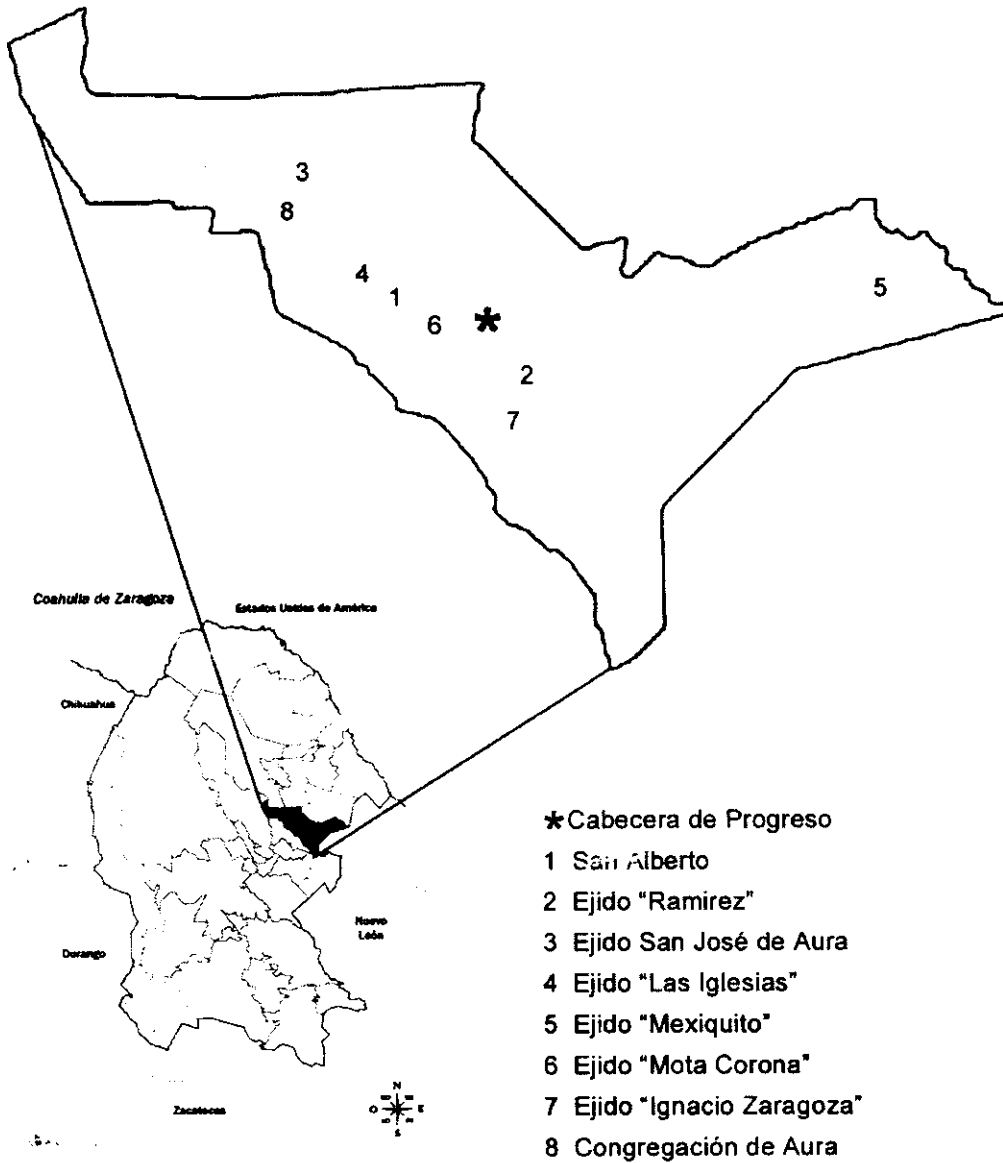 3
8
4
1
6
*
5
2
7
Coahuila de Zaragoza
Estados Unidos de América
Chihuahua
Nuevo
León
Durango
Zacatecas
N
O E
S
* Cabecera de Progreso
1 San Alberto
2 Ejido "Ramirez"
3 Ejido San José de Aura
4 Ejido "Las Iglesias"
5 Ejido "Mexiquito"
6 Ejido "Mota Corona"
7 Ejido "Ignacio Zaragoza"
8 Congregación de Aura